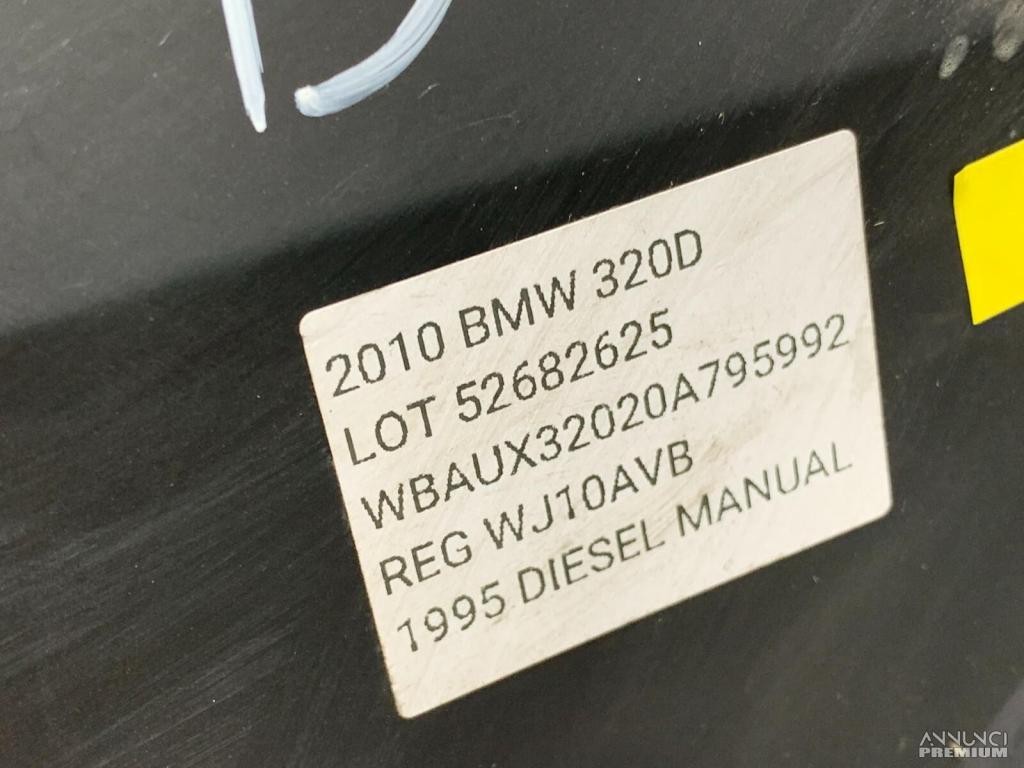 2010 BMW 320D
LOT 52682625
WBAUX32020A795992
REG WJ10AVB
1995 DIESEL MANUAL
ANNUNCI
PREMIUM